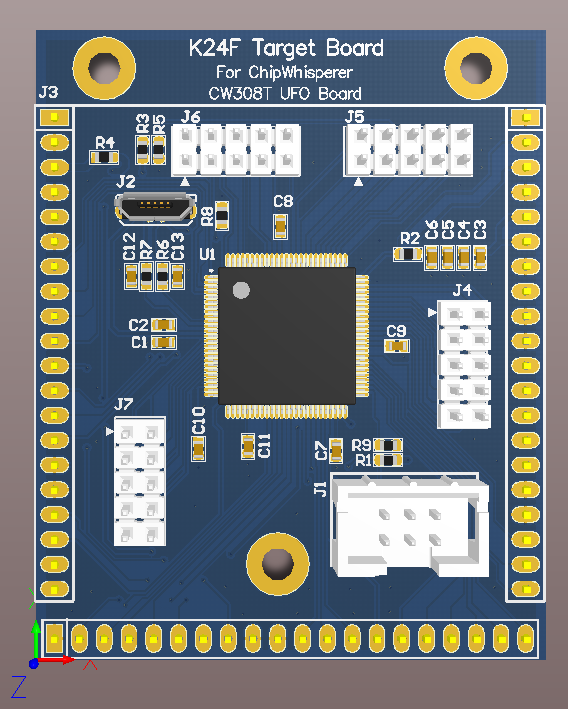 K24F Target Board
For ChipWhisperer
CW308T UFO Board
J3
J6
J5
R3
R5
R4
J2
R8
C8
U1
R2
C6
C5
C4
C3
C12
R7
R6
C13
J4
C2
C1
C9
J7
C10
C11
C7
R9
R1
J1
Y
X
Z